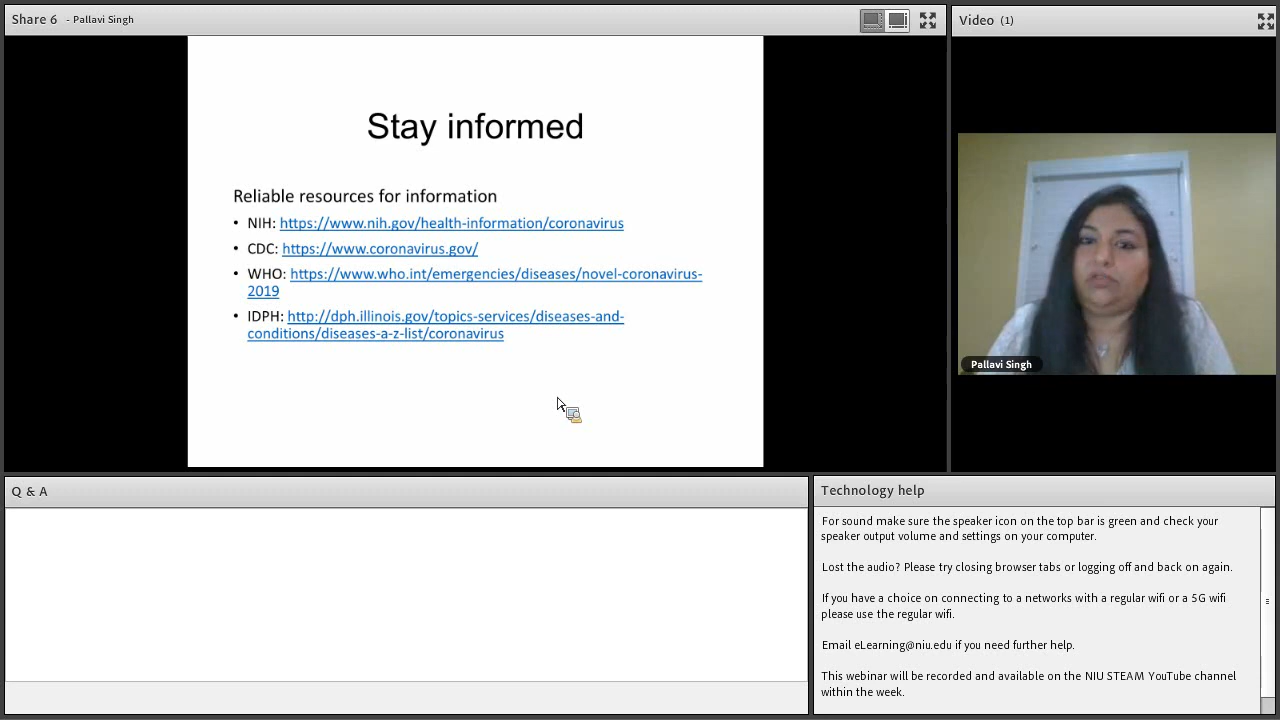 Share 6 - Pallavi Singh
Video (1)
Stay informed
Reliable resources for information
• NIH: https://www.nih.gov/health-information/coronavirus
• CDC: https://www.coronavirus.gov/
• WHO: https://www.who.int/emergencies/diseases/novel-coronavirus-
2019
• IDPH: http://dph.illinois.gov/topics-services/diseases-and-
conditions/diseases-a-z-list/coronavirus
Pallavi Singh
Q & A
Technology help
For sound make sure the speaker icon on the top bar is green and check your
speaker output volume and settings on your computer.
Lost the audio? Please try closing browser tabs or logging off and back on again.
If you have a choice on connecting to a networks with a regular wifi or a 5G wifi
please use the regular wifi.
Email eLearning@niu.edu if you need further help.
This webinar will be recorded and available on the NIU STEAM YouTube channel
within the week.